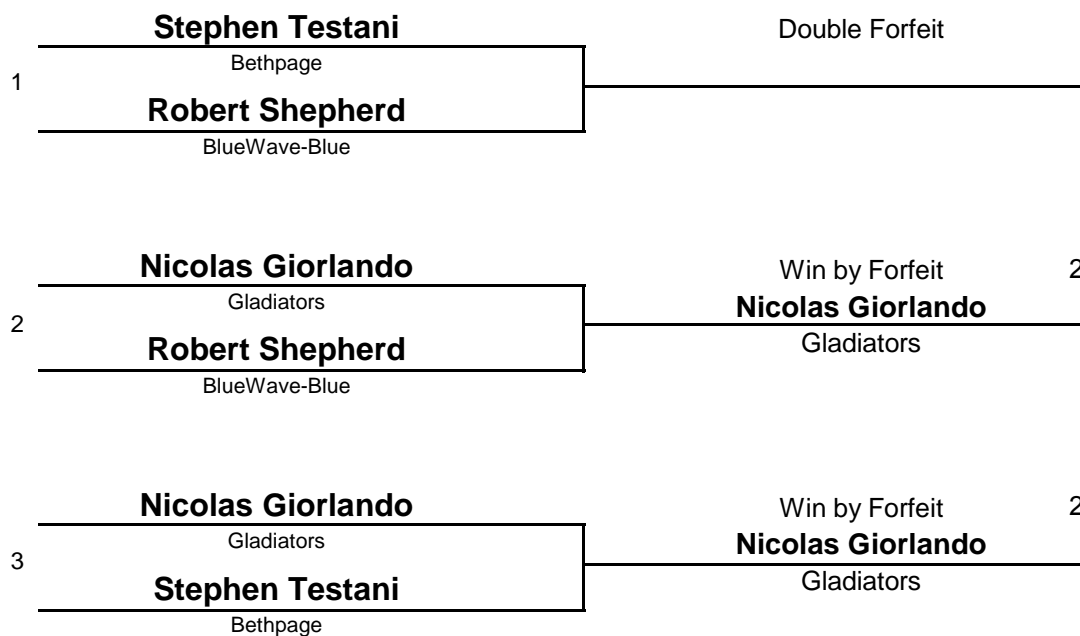 Stephen Testani
Double Forfeit
Bethpage
1
Robert Shepherd
BlueWave-Blue
Nicolas Giorlando
Win by Forfeit 2
Gladiators
Nicolas Giorlando
2
Robert Shepherd
Gladiators
BlueWave-Blue
Nicolas Giorlando
Win by Forfeit 2
Gladiators
Nicolas Giorlando
3
Stephen Testani
Gladiators
Bethpage